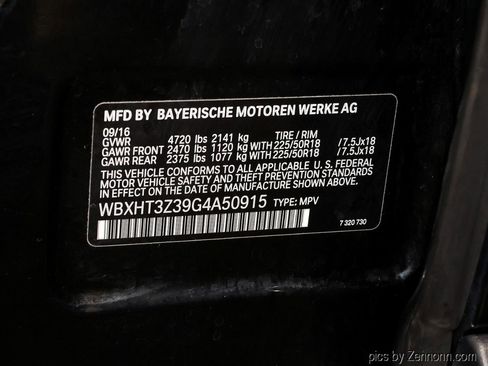 MFD BY BAYERISCHE MOTOREN WERKE AG
09/16
GVWR 4720 lbs 2141 kg TIRE / RIM
GAWR FRONT 2470 lbs 1120 kg WITH 225/50R18 /7.5Jx18
GAWR REAR 2375 lbs 1077 kg WITH 225/50R18 /7.5Jx18
THIS VEHICLE CONFORMS TO ALL APPLICABLE U. S. FEDERAL
MOTOR VEHICLE SAFETY STANDARDS
IN EFFECT ON THE DATE OF MANUFACTURE SHOWN ABOVE.
WBXHT3Z39G4A50915 TYPE: MPV
7 320 730
pics by Zennonn.com